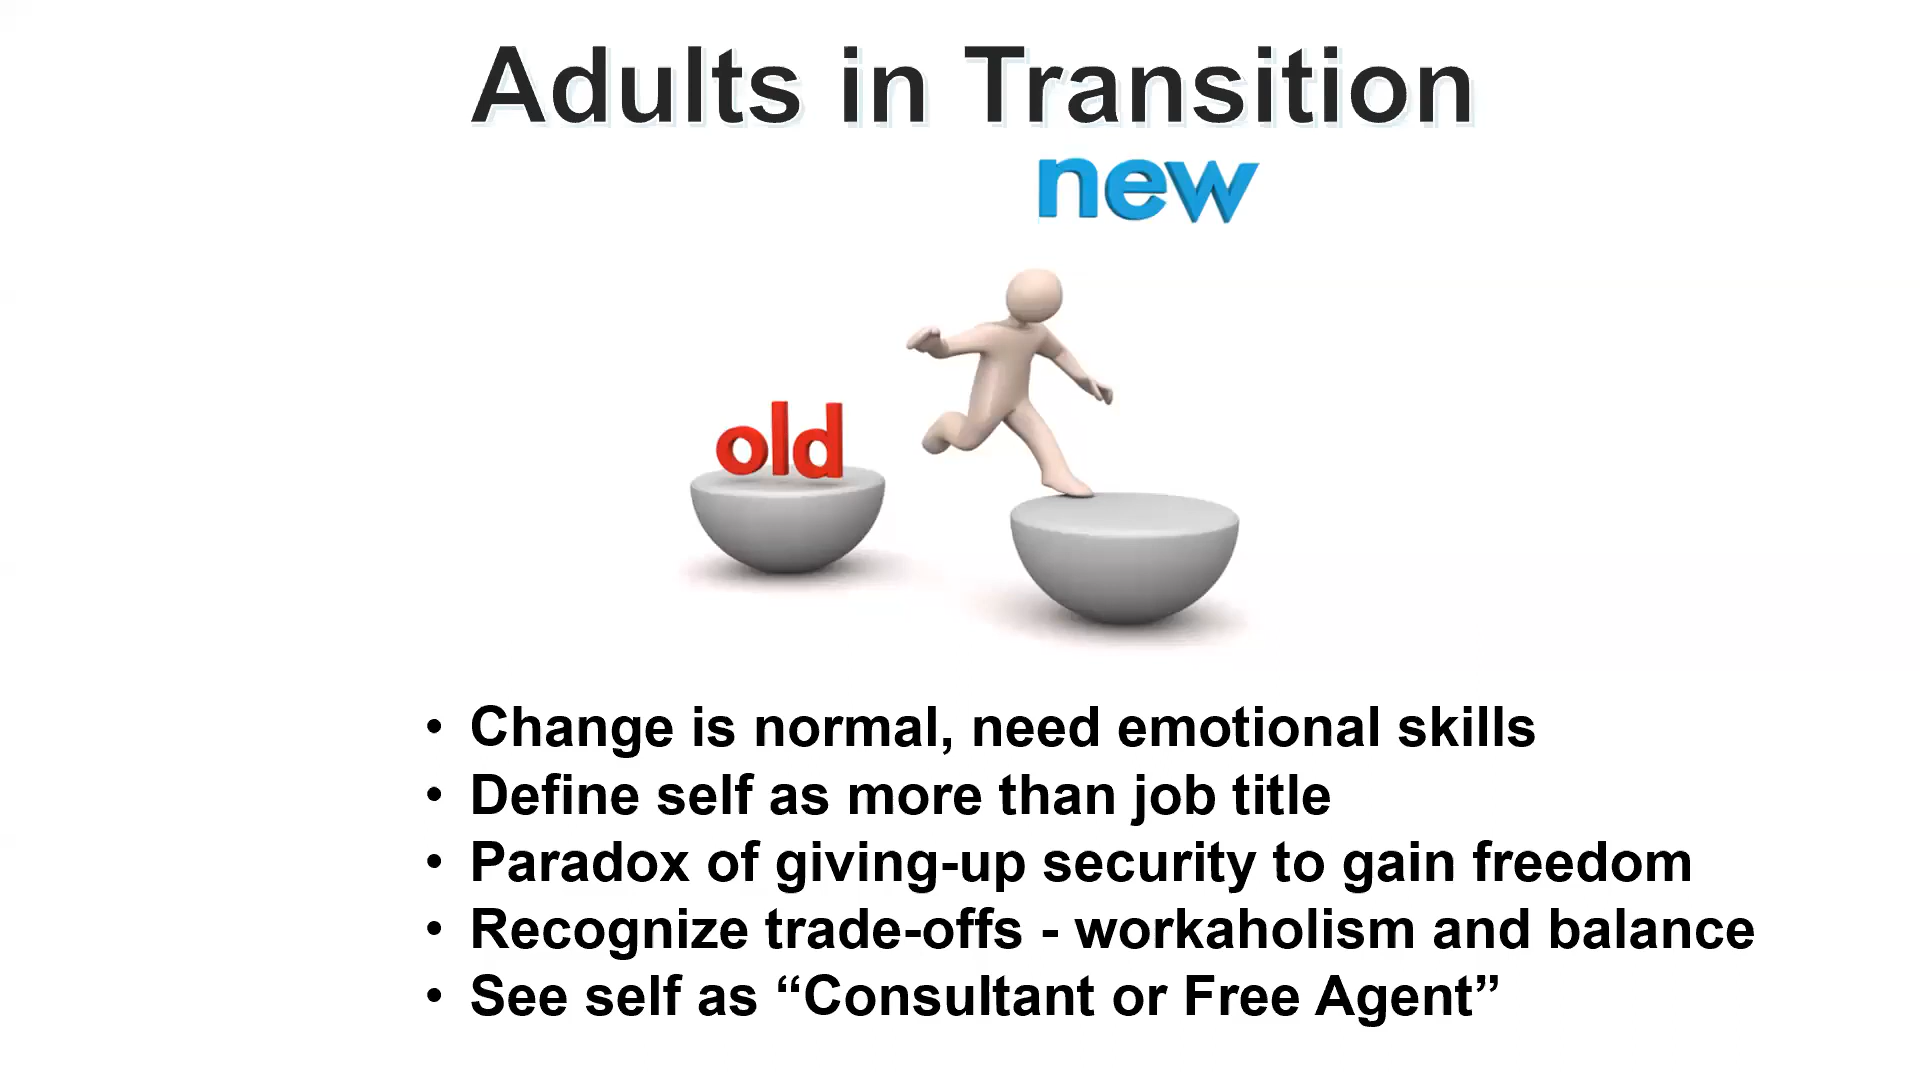 Adults in Transition
new
old
• Change is normal, need emotional skills
• Define self as more than job title
• Paradox of giving-up security to gain freedom
• Recognize trade-offs - workaholism and balance
• See self as “Consultant or Free Agent”